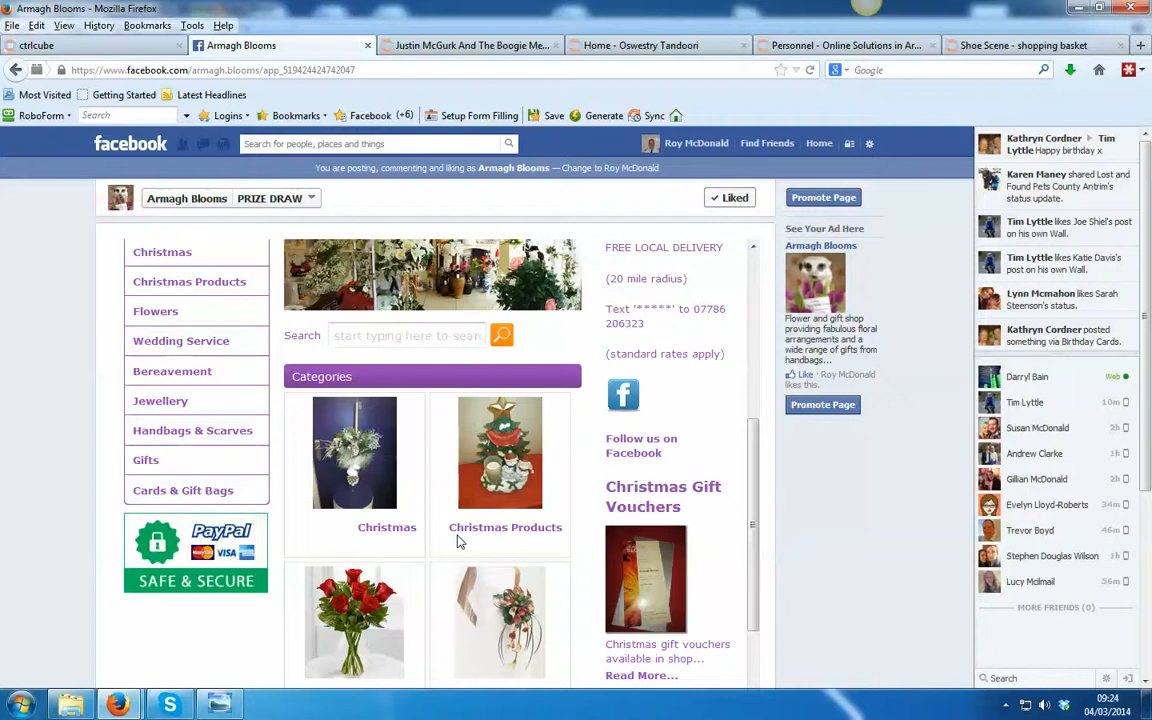 Armagh Blooms - Mozilla Firefox
File Edit View History Bookmarks Tools Help
ctrlcube
Armagh Blooms
Justin McGurk And The Boogie Me...
Home - Oswestry Tandoori
Personnel - Online Solutions in Ar...
Shoe Scene - shopping basket
https://www.facebook.com/armagh.blooms/app_519424424742047
Google
Most Visited Getting Started Latest Headlines
RoboForm Search Logins Bookmarks Facebook (+6) Setup Form Filling Save Generate Sync
facebook
Search for people, places and things
Roy McDonald Find Friends Home
You are posting, commenting and liking as Armagh Blooms — Change to Roy McDonald
Armagh Blooms PRIZE DRAW
Liked
Christmas
Christmas Products
Flowers
Wedding Service
Bereavement
Jewellery
Handbags & Scarves
Gifts
Cards & Gift Bags
PayPal
VISA
SAFE & SECURE
Search start typing here to sear
Categories
Christmas
Christmas Products
FREE LOCAL DELIVERY
(20 mile radius)
Text '*****' to 07786
206323
(standard rates apply)
Follow us on
Facebook
Christmas Gift
Vouchers
Christmas gift vouchers
available in shop...
Read More...
Promote Page
See Your Ad Here
Armagh Blooms
Flower and gift shop
providing fabulous floral
arrangements and a
wide range of gifts from
handbags...
Like · Roy McDonald
likes this.
Promote Page
Kathryn Cordner ▸ Tim
Lyttle Happy birthday x
Karen Maney shared Lost and
Found Pets County Antrim's
status update.
Tim Lyttle likes Joe Shiel's post
on his own Wall.
Tim Lyttle likes Katie Davis's
post on his own Wall.
Lynn Mcmahon likes Sarah
Steenson's status.
Kathryn Cordner posted
something via Birthday Cards.
Darryl Bain Web
Tim Lyttle 10m
Susan McDonald 2h
Andrew Clarke 1h
Gillian McDonald 2h
Evelyn Lloyd-Roberts 34m
Trevor Boyd 46m
Stephen Douglas Wilson 1h
Lucy Mcilmail 36m
MORE FRIENDS (0)
Search
09:24
04/03/2014